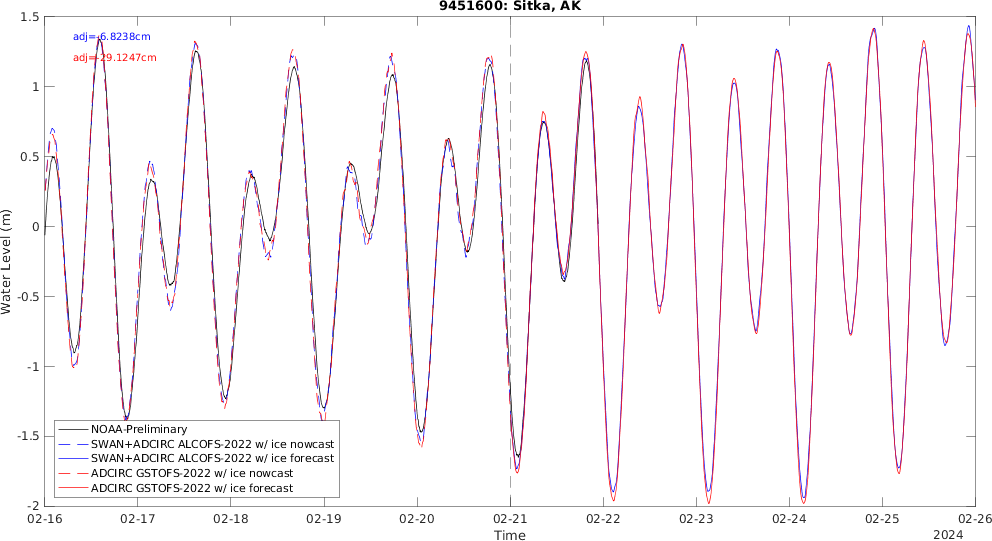 9451600: Sitka, AK
adj=-6.8238cm
adj=-29.1247cm
Water Level (m)
1.5
1
0.5
0
-0.5
-1
-1.5
-2
NOAA-Preliminary
SWAN+ADCIRC ALCOFS-2022 w/ ice nowcast
SWAN+ADCIRC ALCOFS-2022 w/ ice forecast
ADCIRC GSTOFS-2022 w/ ice nowcast
ADCIRC GSTOFS-2022 w/ ice forecast
02-16 02-17 02-18 02-19 02-20 02-21 02-22 02-23 02-24 02-25 02-26
Time
2024